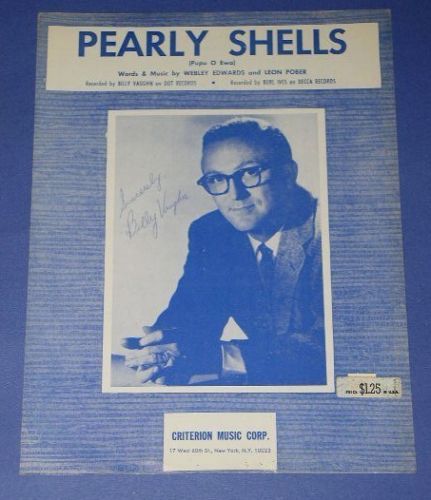 PEARLY SHELLS
(Pupu O Ewa)
Words & Music by WEBLEY EDWARDS and LEON POBER
Recorded by BILLY VAUGHN on DOT RECORDS • Recorded by BURL IVES on DECCA RECORDS
Sincerely
Billy Vaughn
$1.25
PRICE IN U.S.A.
CRITERION MUSIC CORP.
17 West 60th St., New York, N.Y. 10023